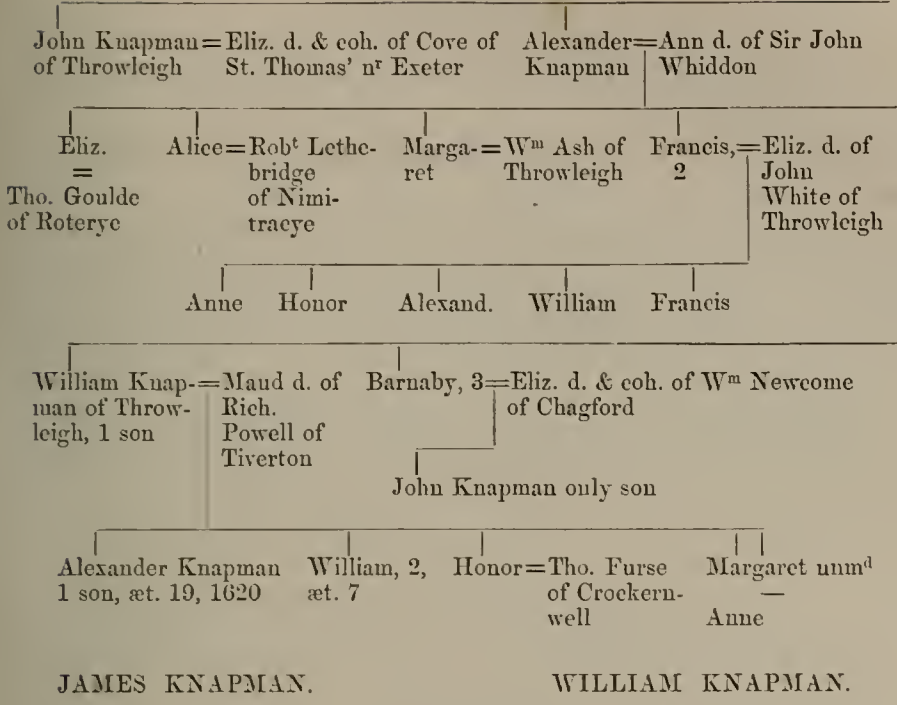 John Knapman = Eliz. d. & coh. of Cove of Alexander = Ann d. of Sir John
of Throwleigh St. Thomas' nr Exeter Knapman Whiddon
Eliz. Alice = Robt Lethe- Marga- = Wm Ash of Francis, = Eliz. d. of
= bridge ret Throwleigh 2 John
Tho. Goulde of Nimi- White of
of Roterye tracye Throwleigh
Anne Honor Alexand. William Francis
William Knap- = Maud d. of Barnaby, 3 = Eliz. d. & coh. of Wm Newcome
man of Throw- Rich. of Chagford
leigh, 1 son Powell of
Tiverton
John Knapman only son
Alexander Knapman William, 2, Honor = Tho. Furse Margaret unmd
1 son, æt. 19, 1620 æt. 7 of Crockern- —
well Anne
JAMES KNAPMAN. WILLIAM KNAPMAN.